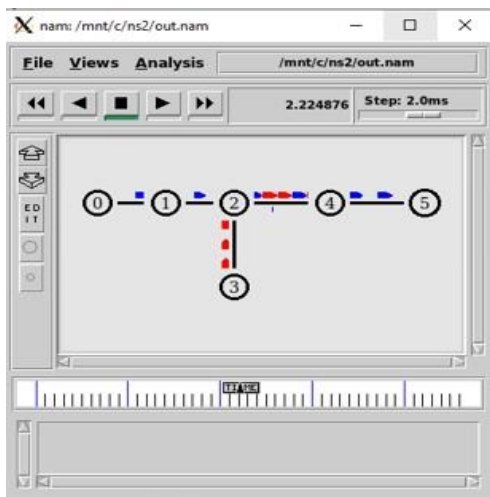 nam: /mnt/c/ns2/out.nam
File Views Analysis /mnt/c/ns2/out.nam
2.224876 Step: 2.0ms
ED
IT
0 1 2 4 5
3
TIME